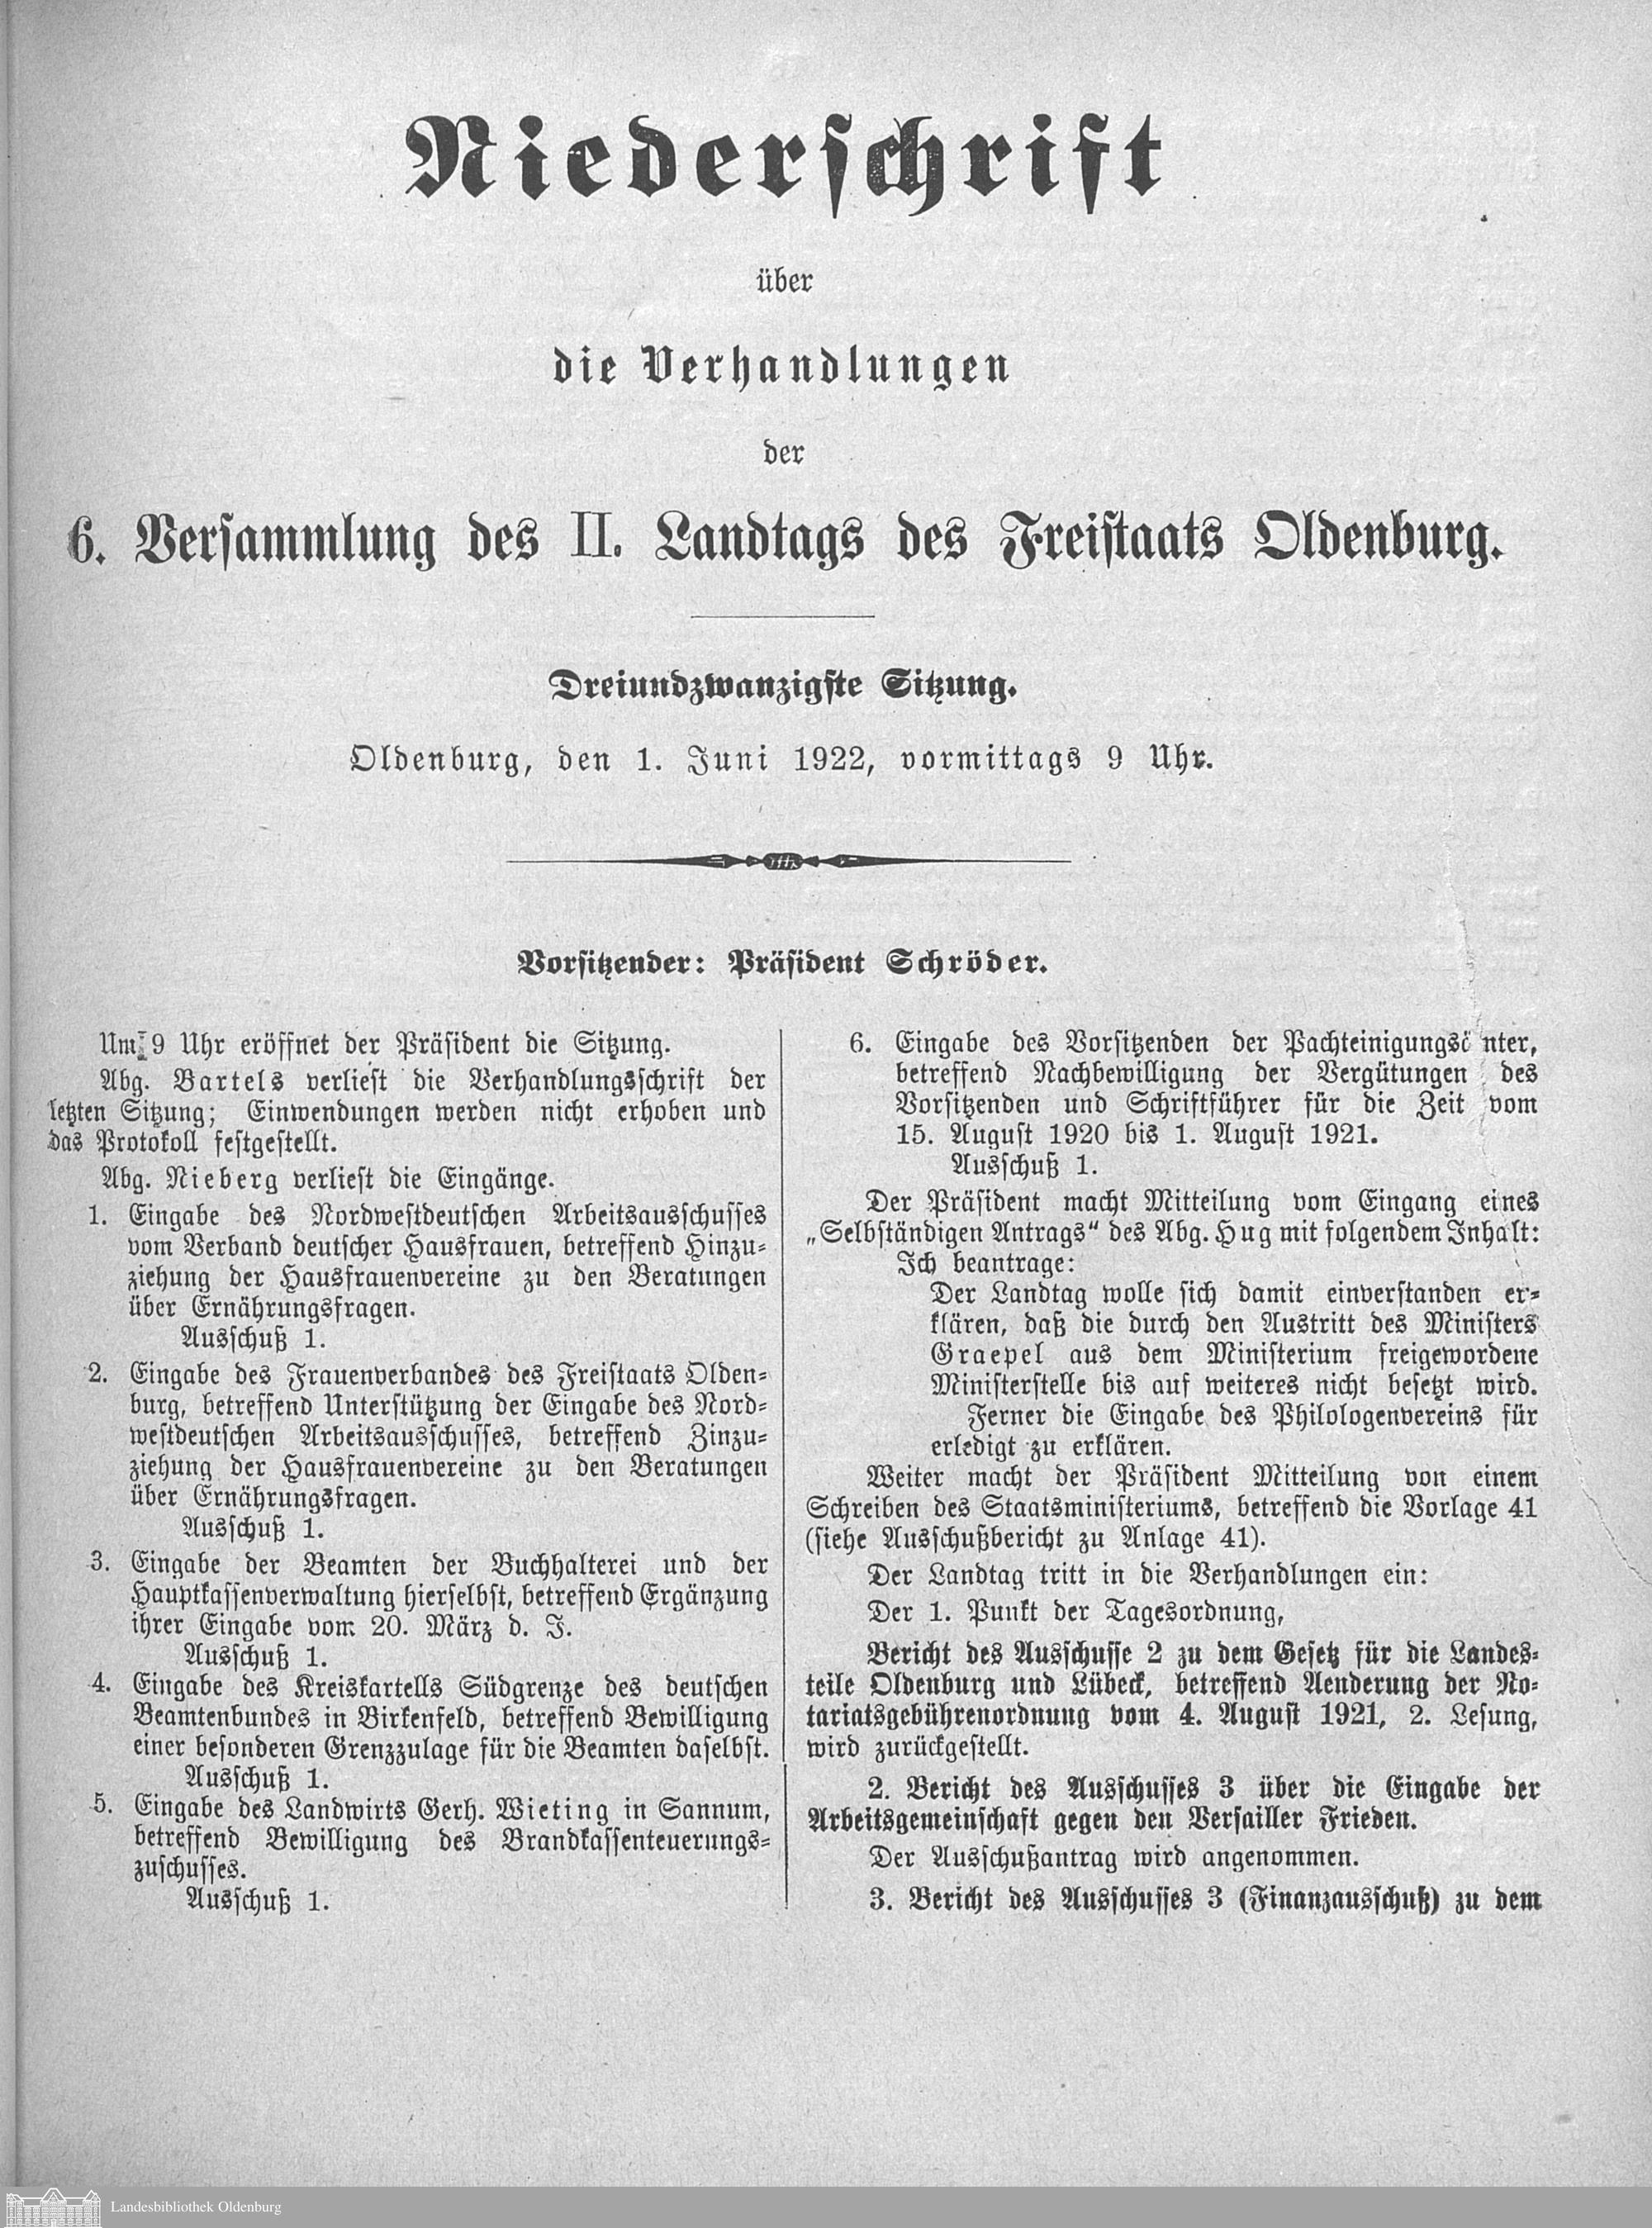 Niederschrift
über
die Verhandlungen
der
6. Versammlung des II. Landtags des Freistaats Oldenburg.
Dreiundzwanzigste Sitzung.
Oldenburg, den 1. Juni 1922, vormittags 9 Uhr.
Vorsitzender: Präsident Schröder.
Um 9 Uhr eröffnet der Präsident die Sitzung.
Abg. Bartels verliest die Verhandlungsschrift der
letzten Sitzung; Einwendungen werden nicht erhoben und
das Protokoll festgestellt.
Abg. Nieberg verliest die Eingänge.
1. Eingabe des Nordwestdeutschen Arbeitsausschusses
vom Verband deutscher Hausfrauen, betreffend Hinzu-
ziehung der Hausfrauenvereine zu den Beratungen
über Ernährungsfragen.
Ausschuß 1.
2. Eingabe des Frauenverbandes des Freistaats Olden-
burg, betreffend Unterstützung der Eingabe des Nord-
westdeutschen Arbeitsausschusses, betreffend Zinzu-
ziehung der Hausfrauenvereine zu den Beratungen
über Ernährungsfragen.
Ausschuß 1.
3. Eingabe der Beamten der Buchhalterei und der
Hauptkassenverwaltung hierselbst, betreffend Ergänzung
ihrer Eingabe vom 20. März d. J.
Ausschuß 1.
4. Eingabe des Kreiskartells Südgrenze des deutschen
Beamtenbundes in Birkenfeld, betreffend Bewilligung
einer besonderen Grenzzulage für die Beamten daselbst.
Ausschuß 1.
5. Eingabe des Landwirts Gerh. Wieting in Sannum,
betreffend Bewilligung des Brandkassenteuerungs-
zuschusses.
Ausschuß 1.
6. Eingabe des Vorsitzenden der Pachteinigungsämter,
betreffend Nachbewilligung der Vergütungen des
Vorsitzenden und Schriftführer für die Zeit vom
15. August 1920 bis 1. August 1921.
Ausschuß 1.
Der Präsident macht Mitteilung vom Eingang eines
„Selbständigen Antrags“ des Abg. Hug mit folgendem Inhalt:
Ich beantrage:
Der Landtag wolle sich damit einverstanden er-
klären, daß die durch den Austritt des Ministers
Graepel aus dem Ministerium freigewordene
Ministerstelle bis auf weiteres nicht besetzt wird.
Ferner die Eingabe des Philologenvereins für
erledigt zu erklären.
Weiter macht der Präsident Mitteilung von einem
Schreiben des Staatsministeriums, betreffend die Vorlage 41
(siehe Ausschußbericht zu Anlage 41).
Der Landtag tritt in die Verhandlungen ein:
Der 1. Punkt der Tagesordnung,
Bericht des Ausschusse 2 zu dem Gesetz für die Landes-
teile Oldenburg und Lübeck, betreffend Aenderung der No-
tariatsgebührenordnung vom 4. August 1921, 2. Lesung,
wird zurückgestellt.
2. Bericht des Ausschusses 3 über die Eingabe der
Arbeitsgemeinschaft gegen den Versailler Frieden.
Der Ausschußantrag wird angenommen.
3. Bericht des Ausschusses 3 (Finanzausschuß) zu dem
Landesbibliothek Oldenburg